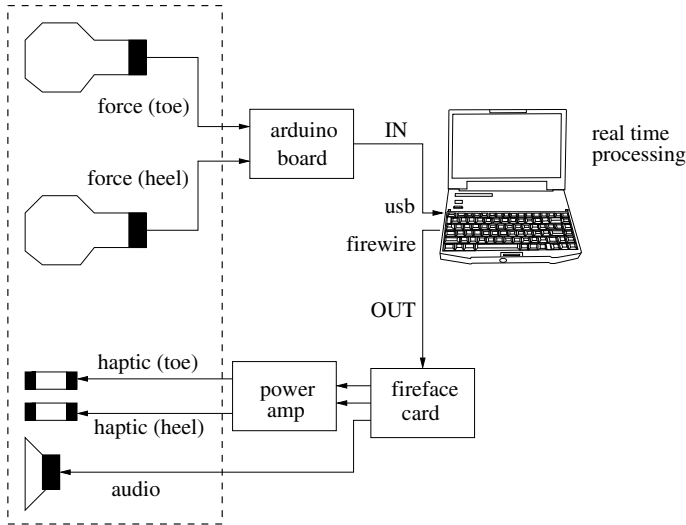 force (toe)
arduino
board
IN
real time
processing
force (heel)
usb
firewire
OUT
haptic (toe)
power
amp
fireface
card
haptic (heel)
audio